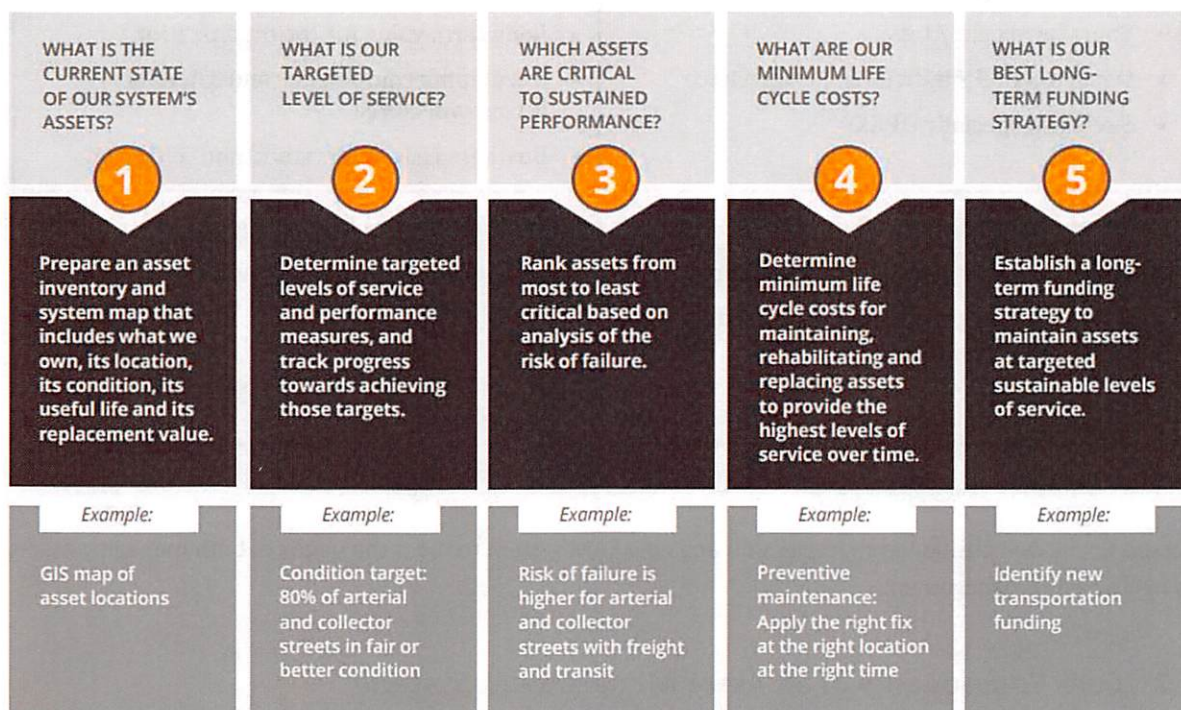 WHAT IS THE
CURRENT STATE
OF OUR SYSTEM'S
ASSETS?
1
Prepare an asset
inventory and
system map that
includes what we
own, its location,
its condition, its
useful life and its
replacement value.
Example:
GIS map of
asset locations
WHAT IS OUR
TARGETED
LEVEL OF SERVICE?
2
Determine targeted
levels of service
and performance
measures, and
track progress
towards achieving
those targets.
Example:
Condition target:
80% of arterial
and collector
streets in fair or
better condition
WHICH ASSETS
ARE CRITICAL
TO SUSTAINED
PERFORMANCE?
3
Rank assets from
most to least
critical based on
analysis of the
risk of failure.
Example:
Risk of failure is
higher for arterial
and collector
streets with freight
and transit
WHAT ARE OUR
MINIMUM LIFE
CYCLE COSTS?
4
Determine
minimum life
cycle costs for
maintaining,
rehabilitating and
replacing assets
to provide the
highest levels of
service over time.
Example:
Preventive
maintenance:
Apply the right fix
at the right location
at the right time
WHAT IS OUR
BEST LONG-
TERM FUNDING
STRATEGY?
5
Establish a long-
term funding
strategy to
maintain assets
at targeted
sustainable levels
of service.
Example:
Identify new
transportation
funding